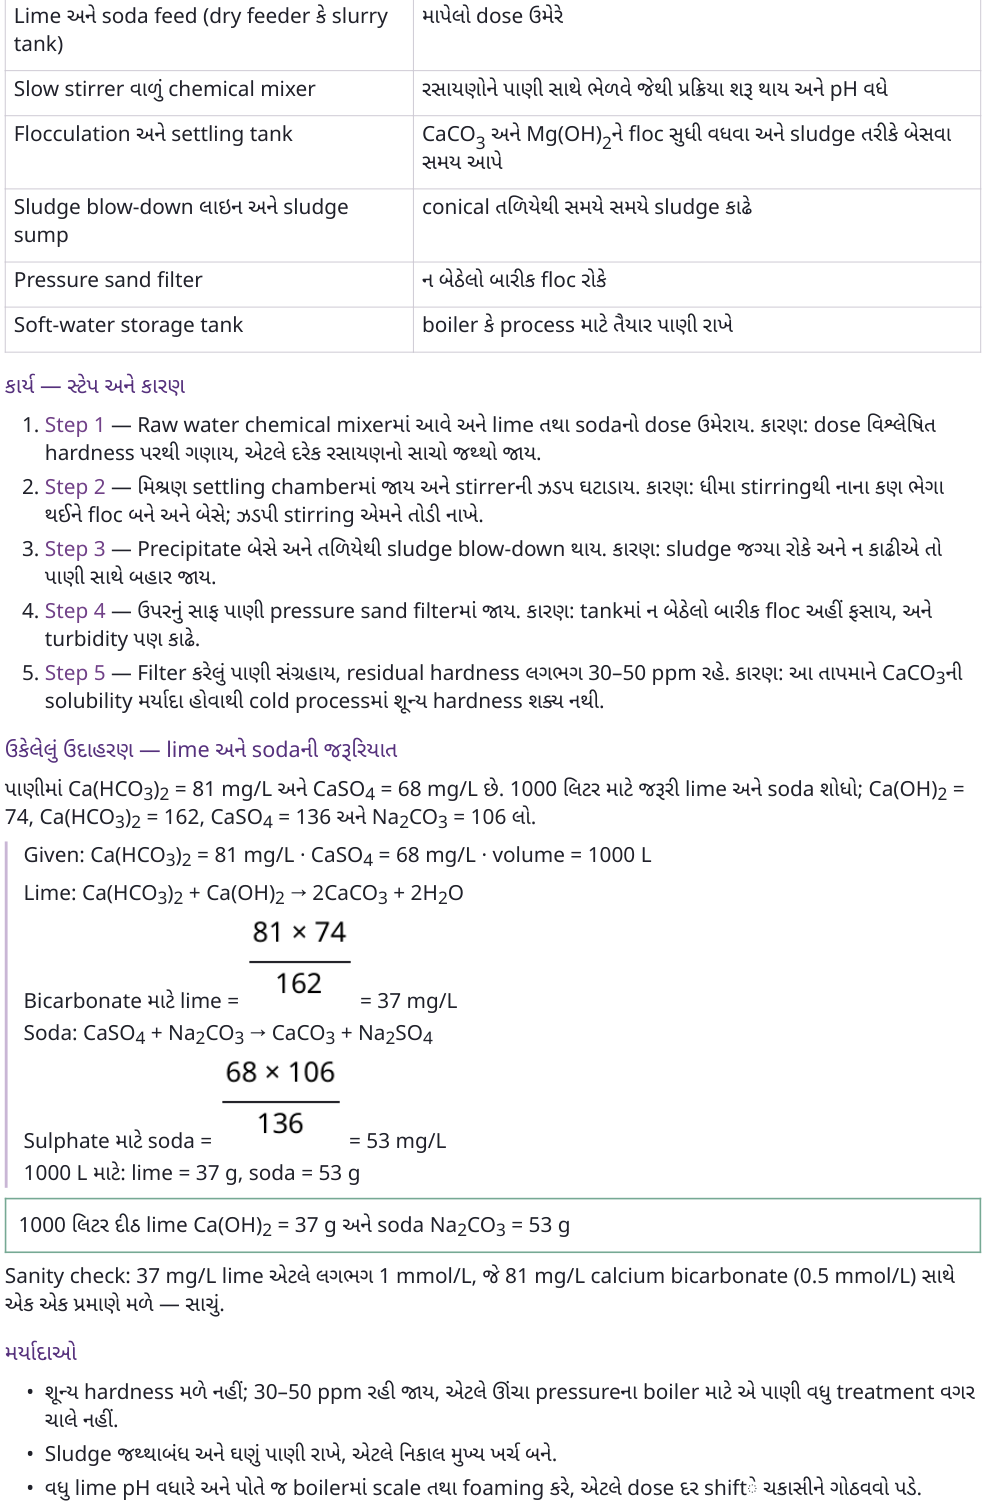 Lime અને soda feed (dry feeder કે slurry
tank)
માપેલો dose ઉમેરે
Slow stirrer વાળું chemical mixer
રસાયણોને પાણી સાથે ભેળવે જેથી પ્રક્રિયા શરૂ થાય અને pH વધે
Flocculation અને settling tank
CaCO3 અને Mg(OH)2ને floc સુધી વધવા અને sludge તરીકે બેસવા
સમય આપે
Sludge blow-down લાઇન અને sludge
sump
conical તળિયેથી સમયે સમયે sludge કાઢે
Pressure sand filter
ન બેઠેલો બારીક floc રોકે
Soft-water storage tank
boiler કે process માટે તૈયાર પાણી રાખે
કાર્ય — સ્ટેપ અને કારણ
1. Step 1 — Raw water chemical mixerમાં આવે અને lime તથા sodaનો dose ઉમેરાય. કારણ: dose વિશ્લેષિત
hardness પરથી ગણાય, એટલે દરેક રસાયણનો સાચો જથ્થો જાય.
2. Step 2 — મિશ્રણ settling chamberમાં જાય અને stirrerની ઝડપ ઘટાડાય. કારણ: ધીમા stirringથી નાના કણ ભેગા
થઈને floc બને અને બેસે; ઝડપી stirring એમને તોડી નાખે.
3. Step 3 — Precipitate બેસે અને તળિયેથી sludge blow-down થાય. કારણ: sludge જગ્યા રોકે અને ન કાઢીએ તો
પાણી સાથે બહાર જાય.
4. Step 4 — ઉપરનું સાફ પાણી pressure sand filterમાં જાય. કારણ: tankમાં ન બેઠેલો બારીક floc અહીં ફસાય, અને
turbidity પણ કાઢે.
5. Step 5 — Filter કરેલું પાણી સંગ્રહાય, residual hardness લગભગ 30–50 ppm રહે. કારણ: આ તાપમાને CaCO3ની
solubility મર્યાદા હોવાથી cold processમાં શૂન્ય hardness શક્ય નથી.
ઉકેલેલું ઉદાહરણ — lime અને sodaની જરૂરિયાત
પાણીમાં Ca(HCO3)2 = 81 mg/L અને CaSO4 = 68 mg/L છે. 1000 લિટર માટે જરૂરી lime અને soda શોધો; Ca(OH)2 =
74, Ca(HCO3)2 = 162, CaSO4 = 136 અને Na2CO3 = 106 લો.
Given: Ca(HCO3)2 = 81 mg/L · CaSO4 = 68 mg/L · volume = 1000 L
Lime: Ca(HCO3)2 + Ca(OH)2 → 2CaCO3 + 2H2O
81 × 74
162
Bicarbonate માટે lime = = 37 mg/L
Soda: CaSO4 + Na2CO3 → CaCO3 + Na2SO4
68 × 106
136
Sulphate માટે soda = = 53 mg/L
1000 L માટે: lime = 37 g, soda = 53 g
1000 લિટર દીઠ lime Ca(OH)2 = 37 g અને soda Na2CO3 = 53 g
Sanity check: 37 mg/L lime એટલે લગભગ 1 mmol/L, જે 81 mg/L calcium bicarbonate (0.5 mmol/L) સાથે
એક એક પ્રમાણે મળે — સાચું.
મર્યાદાઓ
• શૂન્ય hardness મળે નહીં; 30–50 ppm રહી જાય, એટલે ઊંચા pressureના boiler માટે એ પાણી વધુ treatment વગર
ચાલે નહીં.
• Sludge જથ્થાબંધ અને ઘણું પાણી રાખે, એટલે નિકાલ મુખ્ય ખર્ચ બને.
• વધુ lime pH વધારે અને પોતે જ boilerમાં scale તથા foaming કરે, એટલે dose દર shiftે ચકાસીને ગોઠવવો પડે.